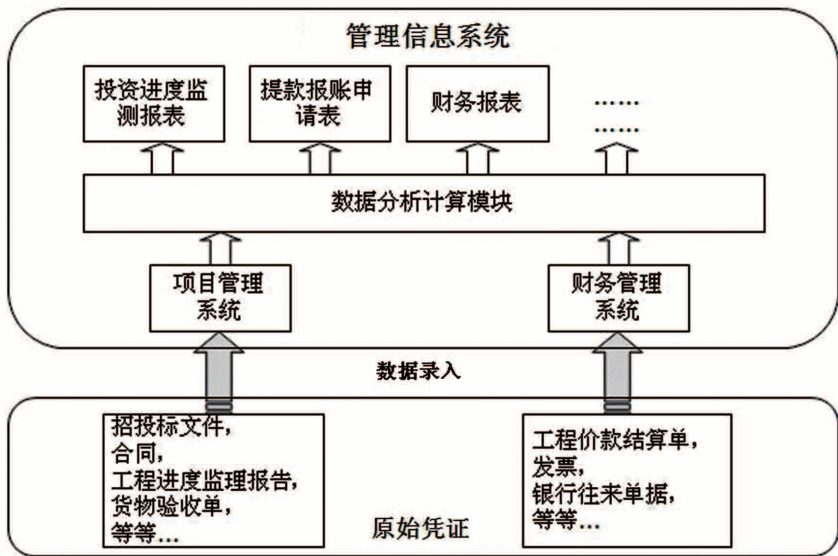 管理信息系统
投资进度监
测报表
提款报账申
请表
财务报表
……
……
数据分析计算模块
项目管理
系统
财务管理
系统
数据录入
招投标文件，
合同，
工程进度监理报告，
货物验收单，
等等…
工程价款结算单，
发票，
银行往来单据，
等等…
原始凭证